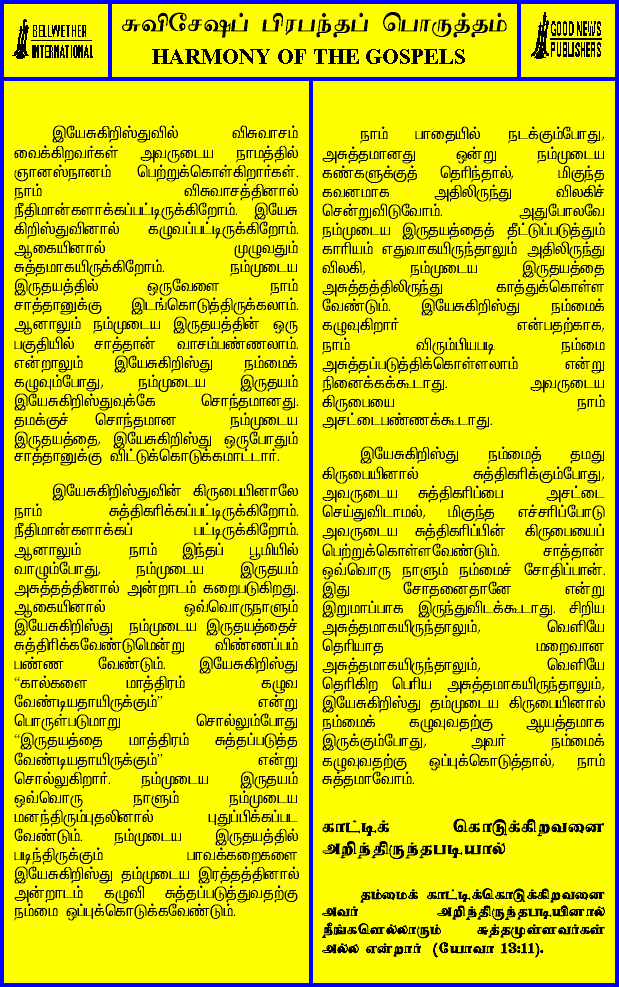 BELLWETHER
INTERNATIONAL
சுவிசேஷப் பிரபந்தப் பொருத்தம்
HARMONY OF THE GOSPELS
GOOD NEWS
PUBLISHERS
இயேசுகிறிஸ்துவில் விசுவாசம்
வைக்கிறவர்கள் அவருடைய நாமத்தில்
ஞானஸ்நானம் பெற்றுக்கொள்கிறார்கள்.
நாம் விசுவாசத்தினால்
நீதிமான்களாக்கப்பட்டிருக்கிறோம். இயேசு
கிறிஸ்துவினால் கழுவப்பட்டிருக்கிறோம்.
ஆகையினால் முழுவதும்
சுத்தமாகயிருக்கிறோம். நம்முடைய
இருதயத்தில் ஒருவேளை நாம்
சாத்தானுக்கு இடங்கொடுத்திருக்கலாம்.
ஆனாலும் நம்முடைய இருதயத்தின் ஒரு
பகுதியில் சாத்தான் வாசம்பண்ணலாம்.
என்றாலும் இயேசுகிறிஸ்து நம்மைக்
கழுவும்போது, நம்முடைய இருதயம்
இயேசுகிறிஸ்துவுக்கே சொந்தமானது.
தமக்குச் சொந்தமான நம்முடைய
இருதயத்தை, இயேசுகிறிஸ்து ஒருபோதும்
சாத்தானுக்கு விட்டுக்கொடுக்கமாட்டார்.
இயேசுகிறிஸ்துவின் கிருபையினாலே
நாம் சுத்திகரிக்கப்பட்டிருக்கிறோம்.
நீதிமான்களாக்கப் பட்டிருக்கிறோம்.
ஆனாலும் நாம் இந்தப் பூமியில்
வாழும்போது, நம்முடைய இருதயம்
அசுத்தத்தினால் அன்றாடம் கறைபடுகிறது.
ஆகையினால் ஒவ்வொருநாளும்
இயேசுகிறிஸ்து நம்முடைய இருதயத்தைச்
சுத்திரிக்கவேண்டுமென்று விண்ணப்பம்
பண்ண வேண்டும். இயேசுகிறிஸ்து
“கால்களை மாத்திரம் கழுவ
வேண்டியதாயிருக்கும்” என்று
பொருள்படுமாறு சொல்லும்போது
“இருதயத்தை மாத்திரம் சுத்தப்படுத்த
வேண்டியதாயிருக்கும்” என்று
சொல்லுகிறார். நம்முடைய இருதயம்
ஒவ்வொரு நாளும் நம்முடைய
மனந்திரும்புதலினால் புதுப்பிக்கப்பட
வேண்டும். நம்முடைய இருதயத்தில்
படிந்திருக்கும் பாவக்கறைகளை
இயேசுகிறிஸ்து தம்முடைய இரத்தத்தினால்
அன்றாடம் கழுவி சுத்தப்படுத்துவதற்கு
நம்மை ஒப்புக்கொடுக்கவேண்டும்.
நாம் பாதையில் நடக்கும்போது,
அசுத்தமானது ஒன்று நம்முடைய
கண்களுக்குத் தெரிந்தால், மிகுந்த
கவனமாக அதிலிருந்து விலகிச்
சென்றுவிடுவோம். அதுபோலவே
நம்முடைய இருதயத்தைத் தீட்டுப்படுத்தும்
காரியம் எதுவாகயிருந்தாலும் அதிலிருந்து
விலகி, நம்முடைய இருதயத்தை
அசுத்தத்திலிருந்து காத்துக்கொள்ள
வேண்டும். இயேசுகிறிஸ்து நம்மைக்
கழுவுகிறார் என்பதற்காக,
நாம் விரும்பியபடி நம்மை
அசுத்தப்படுத்திக்கொள்ளலாம் என்று
நினைக்கக்கூடாது. அவருடைய
கிருபையை நாம்
அசட்டைபண்ணக்கூடாது.
இயேசுகிறிஸ்து நம்மைத் தமது
கிருபையினால் சுத்திகரிக்கும்போது,
அவருடைய சுத்திகரிப்பை அசட்டை
செய்துவிடாமல், மிகுந்த எச்சரிப்போடு
அவருடைய சுத்திகரிப்பின் கிருபையைப்
பெற்றுக்கொள்ளவேண்டும். சாத்தான்
ஒவ்வொரு நாளும் நம்மைச் சோதிப்பான்.
இது சோதனைதானே என்று
இறுமாப்பாக இருந்துவிடக்கூடாது. சிறிய
அசுத்தமாகயிருந்தாலும், வெளியே
தெரியாத மறைவான
அசுத்தமாகயிருந்தாலும், வெளியே
தெரிகிற பெரிய அசுத்தமாகயிருந்தாலும்,
இயேசுகிறிஸ்து தம்முடைய கிருபையினால்
நம்மைக் கழுவுவதற்கு ஆயத்தமாக
இருக்கும்போது, அவர் நம்மைக்
கழுவுவதற்கு ஒப்புக்கொடுத்தால், நாம்
சுத்தமாவோம்.
காட்டிக் கொடுக்கிறவனை
அறிந்திருந்தபடியால்
தம்மைக் காட்டிக்கொடுக்கிறவனை
அவர் அறிந்திருந்தபடியினால்
நீங்களெல்லாரும் சுத்தமுள்ளவர்கள்
அல்ல என்றார் (யோவா 13:11).